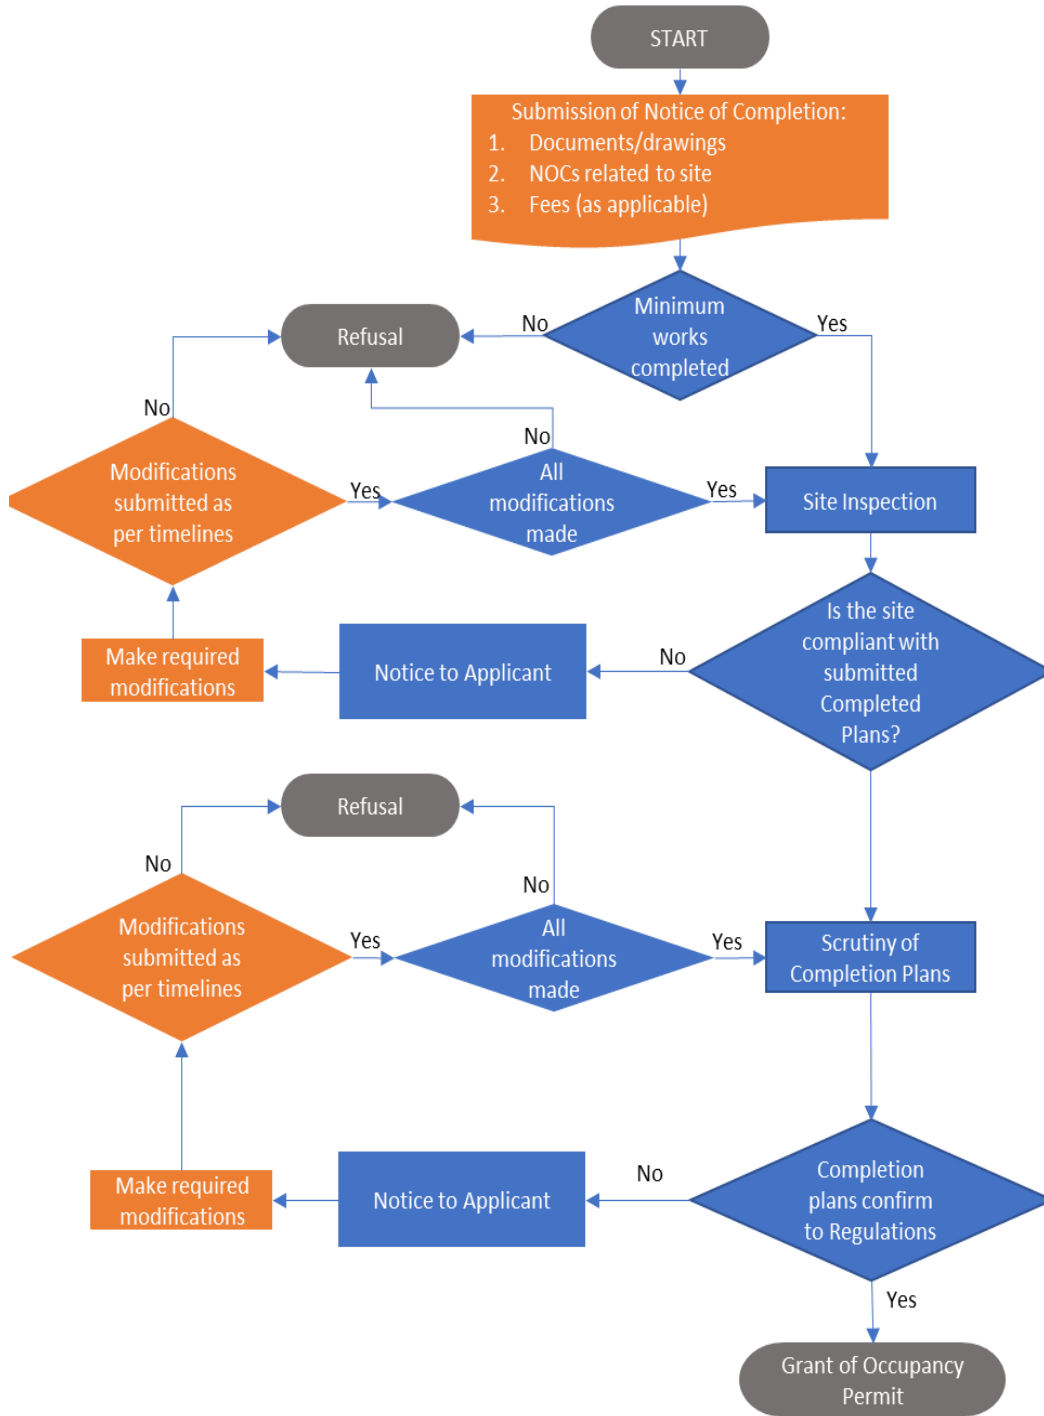 START
Submission of Notice of Completion:
1. Documents/drawings
2. NOCs related to site
3. Fees (as applicable)
Minimum
works
completed
No
Yes
Refusal
No
Modifications
submitted as
per timelines
Yes
No
All
modifications
made
Yes
Site Inspection
Is the site
compliant with
submitted
Completed
Plans?
No
Notice to Applicant
Make required
modifications
Refusal
No
Modifications
submitted as
per timelines
Yes
No
All
modifications
made
Yes
Scrutiny of
Completion Plans
Completion
plans confirm
to Regulations
No
Notice to Applicant
Make required
modifications
Yes
Grant of Occupancy
Permit